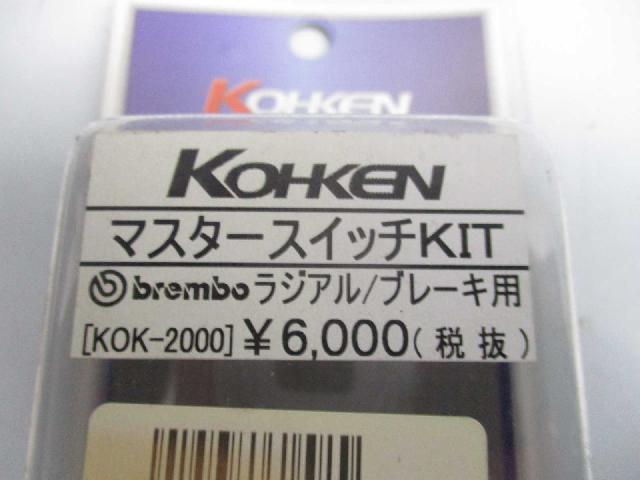 KOHKEN
KOHKEN
マスタースイッチKIT
brembo ラジアル/ブレーキ用
[KOK-2000] ¥6,000(税抜)